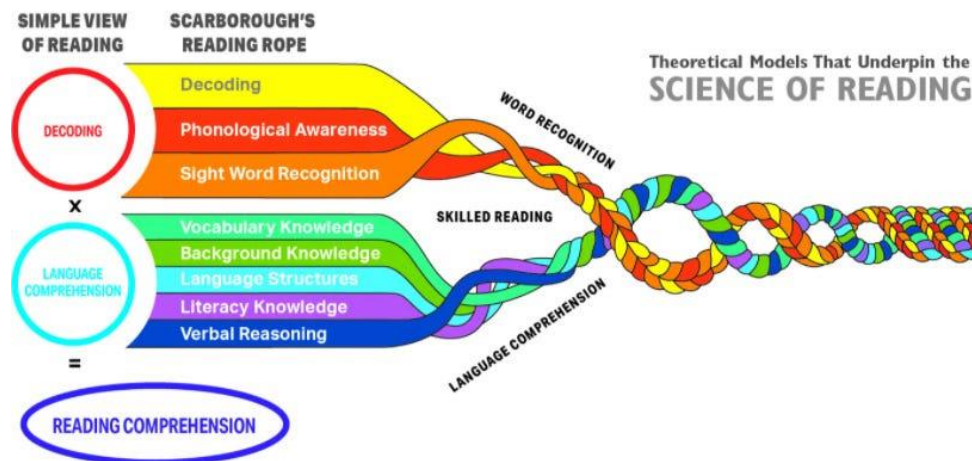 SIMPLE VIEW
OF READING
SCARBOROUGH'S
READING ROPE
Theoretical Models That Underpin the
SCIENCE OF READING
DECODING
x
LANGUAGE
COMPREHENSION
=
READING COMPREHENSION
Decoding
Phonological Awareness
Sight Word Recognition
Vocabulary Knowledge
Background Knowledge
Language Structures
Literacy Knowledge
Verbal Reasoning
WORD RECOGNITION
SKILLED READING
LANGUAGE COMPREHENSION